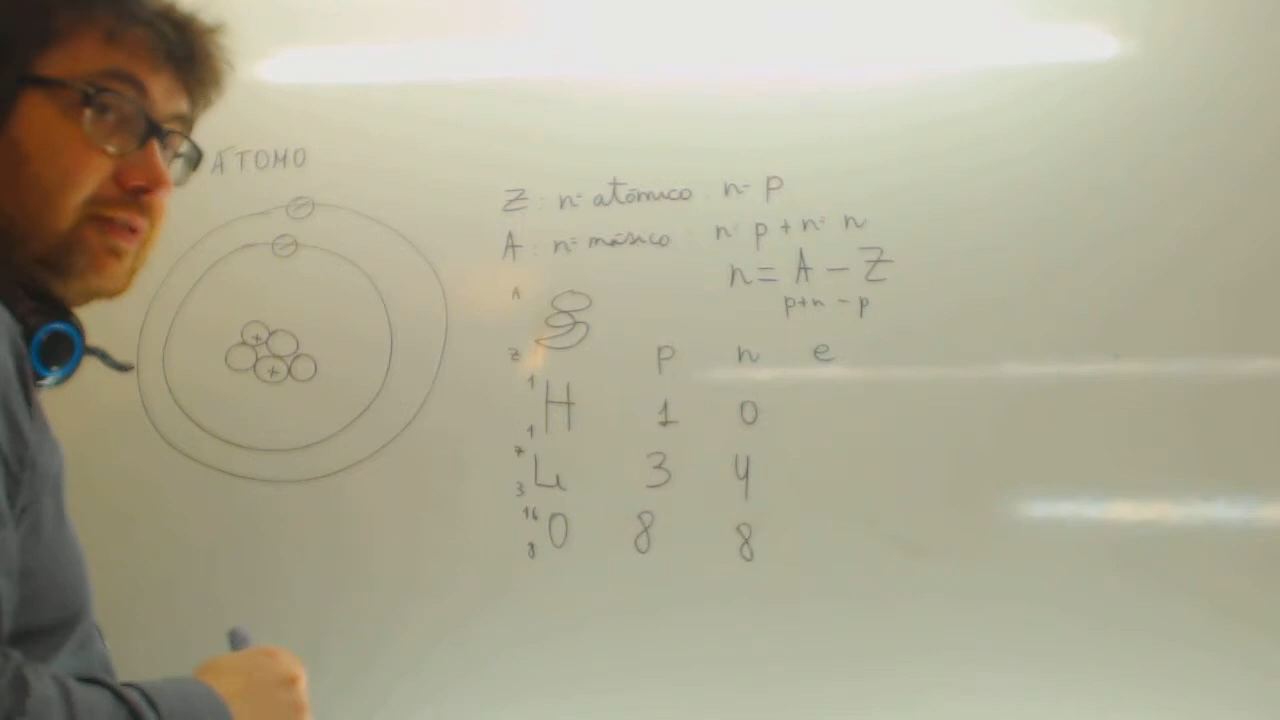 ÁTOMO
Z: nº atómico. nº p
A: nº másico nº p + nº n
n = A - Z
p+n - p
A
Z
p n e
1
1 H 1 0
7
3 Li 3 4
16
8 O 8 8